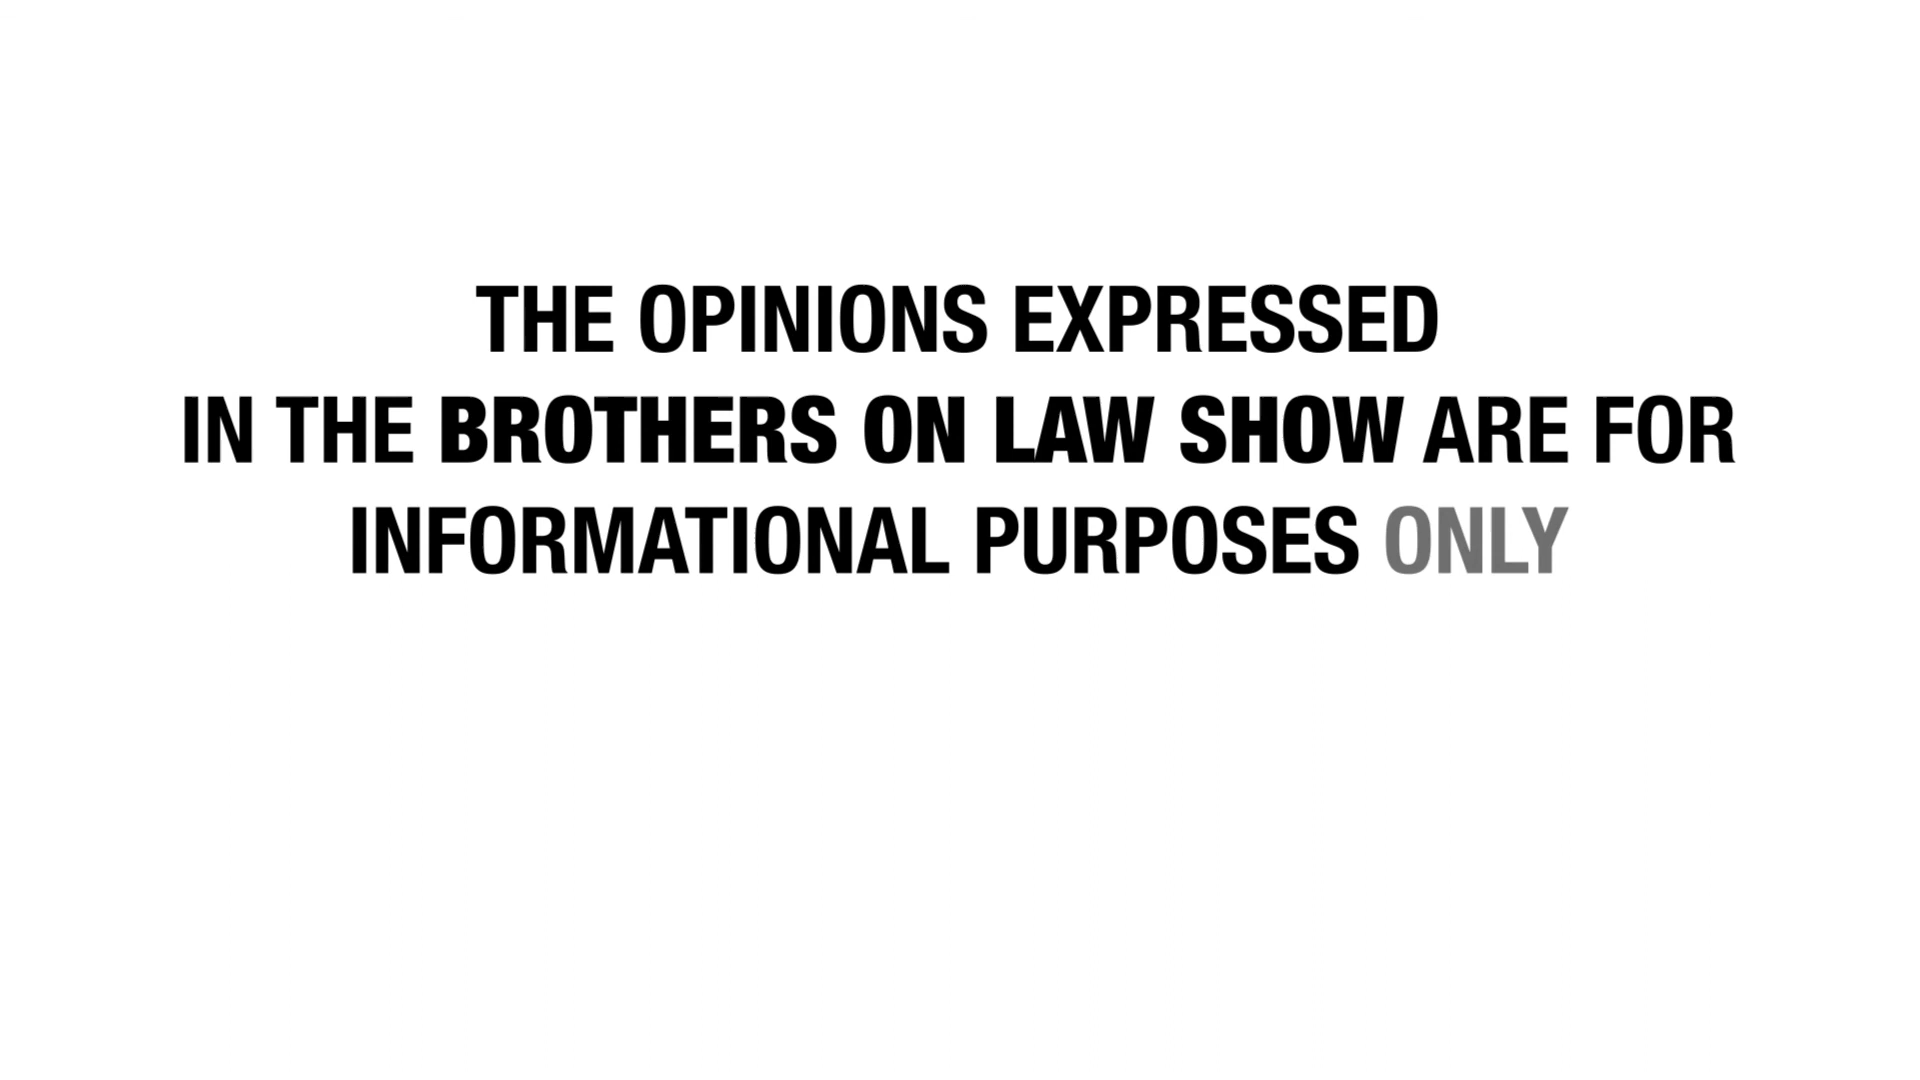 THE OPINIONS EXPRESSED
IN THE BROTHERS ON LAW SHOW ARE FOR
INFORMATIONAL PURPOSES ONLY